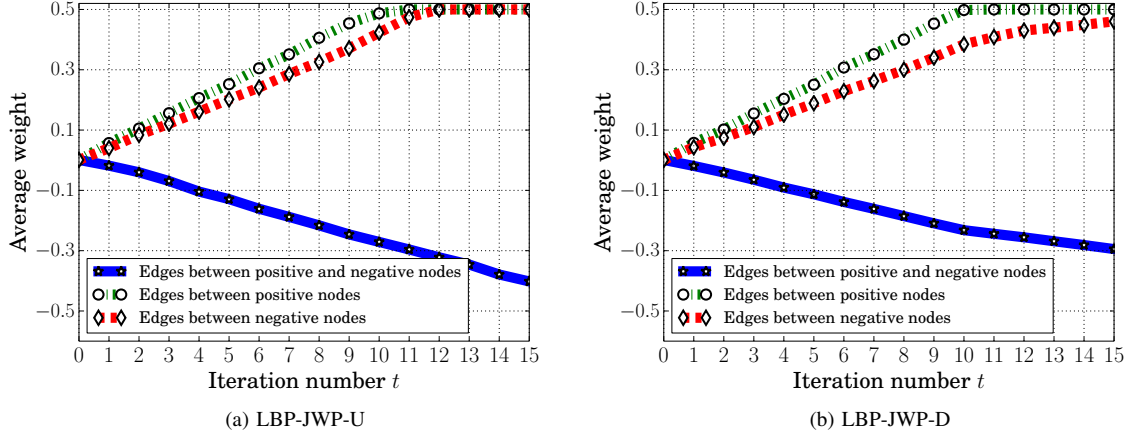 0.5
0.3
0.1
−0.1
−0.3
−0.5
Average weight
Edges between positive and negative nodes
Edges between positive nodes
Edges between negative nodes
0 1 2 3 4 5 6 7 8 9 10 11 12 13 14 15
Iteration number t
(a) LBP-JWP-U
0.5
0.3
0.1
−0.1
−0.3
−0.5
Average weight
Edges between positive and negative nodes
Edges between positive nodes
Edges between negative nodes
0 1 2 3 4 5 6 7 8 9 10 11 12 13 14 15
Iteration number t
(b) LBP-JWP-D